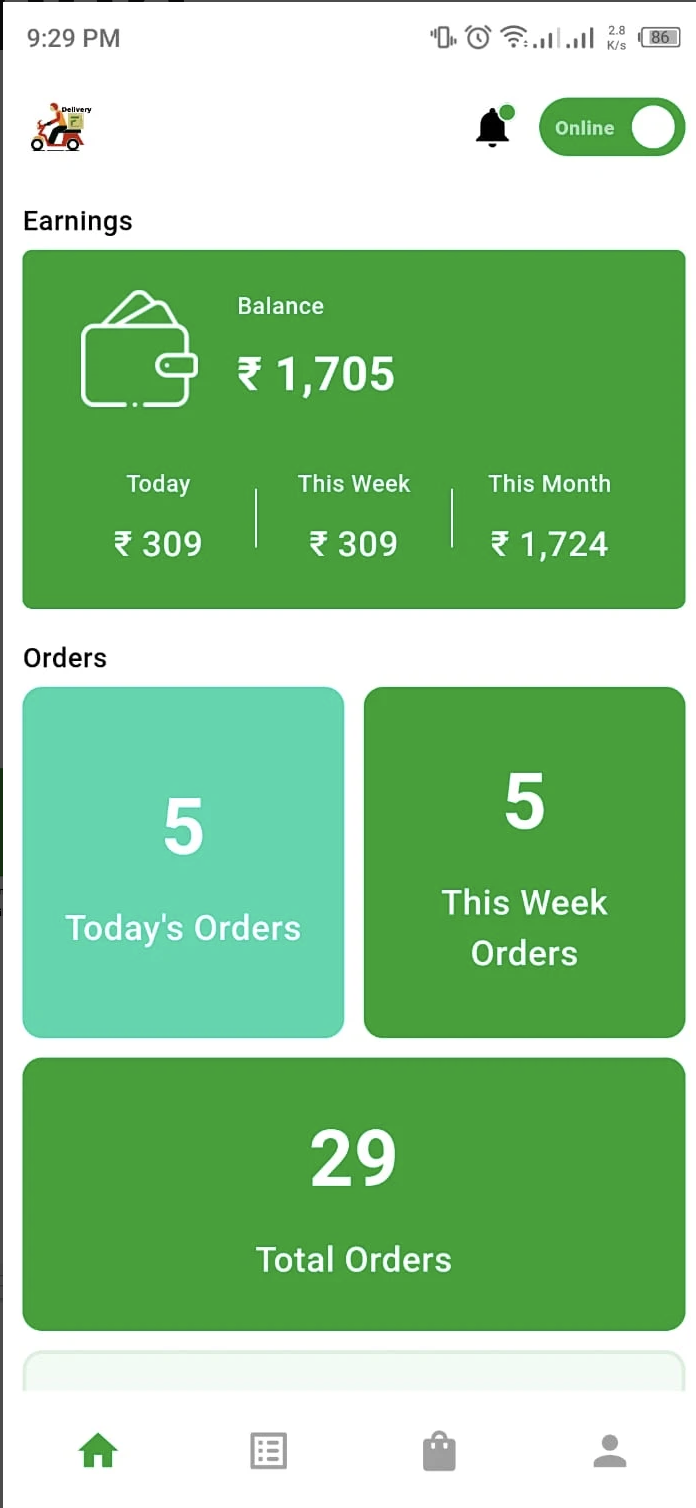 9:29 PM
2.8
K/s
86
Delivery
Online
Earnings
Balance
₹ 1,705
Today
This Week
This Month
₹ 309
₹ 309
₹ 1,724
Orders
5
Today's Orders
5
This Week
Orders
29
Total Orders